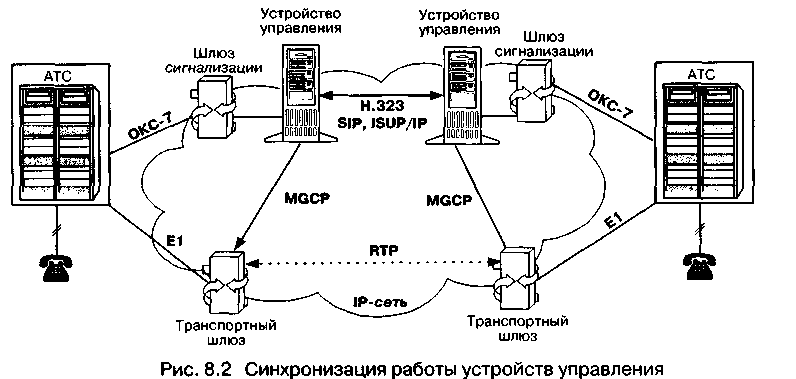 Устройство
управления
Устройство
управления
Шлюз
сигнализации
Шлюз
сигнализации
АТС
АТС
ОКС-7
ОКС-7
H.323
SIP, ISUP/IP
MGCP
MGCP
E1
E1
RTP
IP-сеть
Транспортный
шлюз
Транспортный
шлюз
Рис. 8.2 Синхронизация работы устройств управления